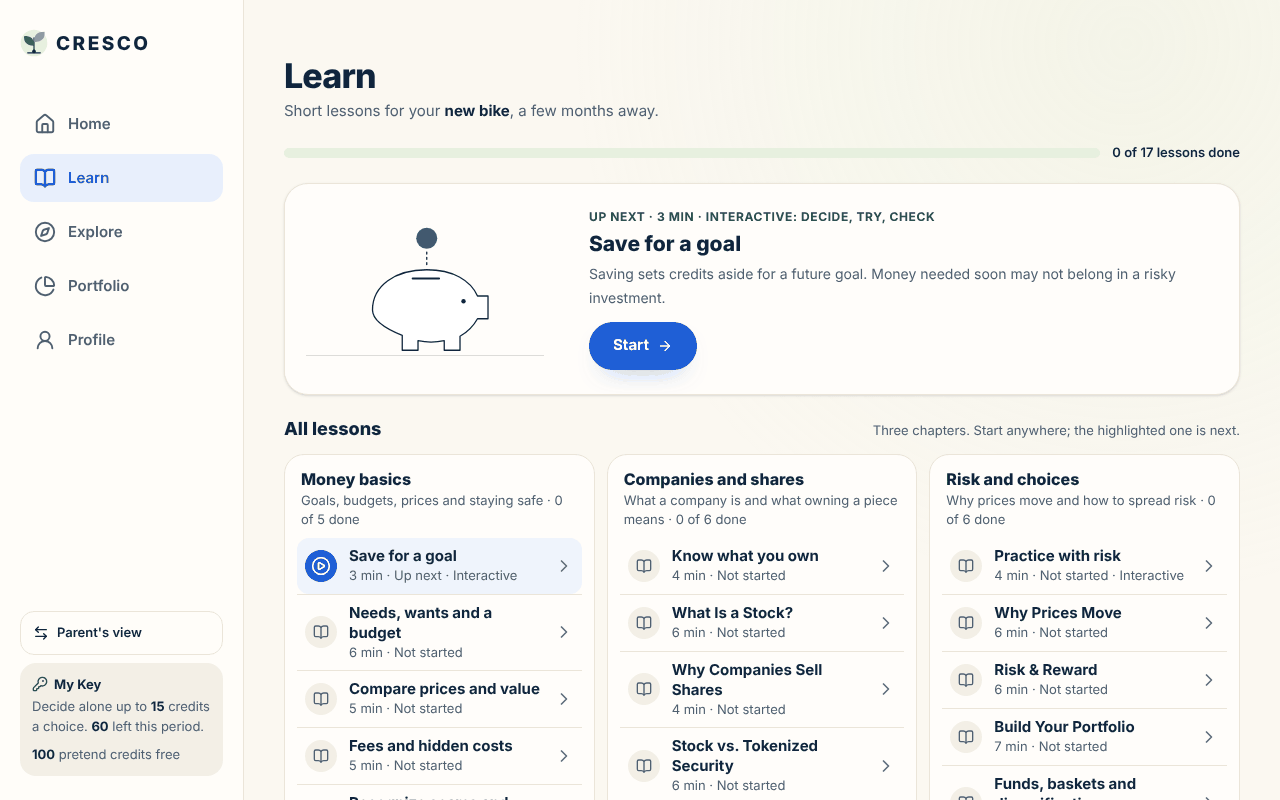 CRESCO
Home
Learn
Explore
Portfolio
Profile
Parent's view
My Key
Decide alone up to 15 credits
a choice. 60 left this period.
100 pretend credits free
Learn
Short lessons for your new bike, a few months away.
0 of 17 lessons done
UP NEXT · 3 MIN · INTERACTIVE: DECIDE, TRY, CHECK
Save for a goal
Saving sets credits aside for a future goal. Money needed soon may not belong in a risky
investment.
Start
All lessons
Three chapters. Start anywhere; the highlighted one is next.
Money basics
Goals, budgets, prices and staying safe · 0
of 5 done
Save for a goal
3 min · Up next · Interactive
Needs, wants and a
budget
6 min · Not started
Compare prices and value
5 min · Not started
Fees and hidden costs
5 min · Not started
Companies and shares
What a company is and what owning a piece
means · 0 of 6 done
Know what you own
4 min · Not started
What Is a Stock?
6 min · Not started
Why Companies Sell
Shares
4 min · Not started
Stock vs. Tokenized
Security
6 min · Not started
Risk and choices
Why prices move and how to spread risk · 0
of 6 done
Practice with risk
4 min · Not started · Interactive
Why Prices Move
6 min · Not started
Risk & Reward
6 min · Not started
Build Your Portfolio
7 min · Not started
Funds, baskets and